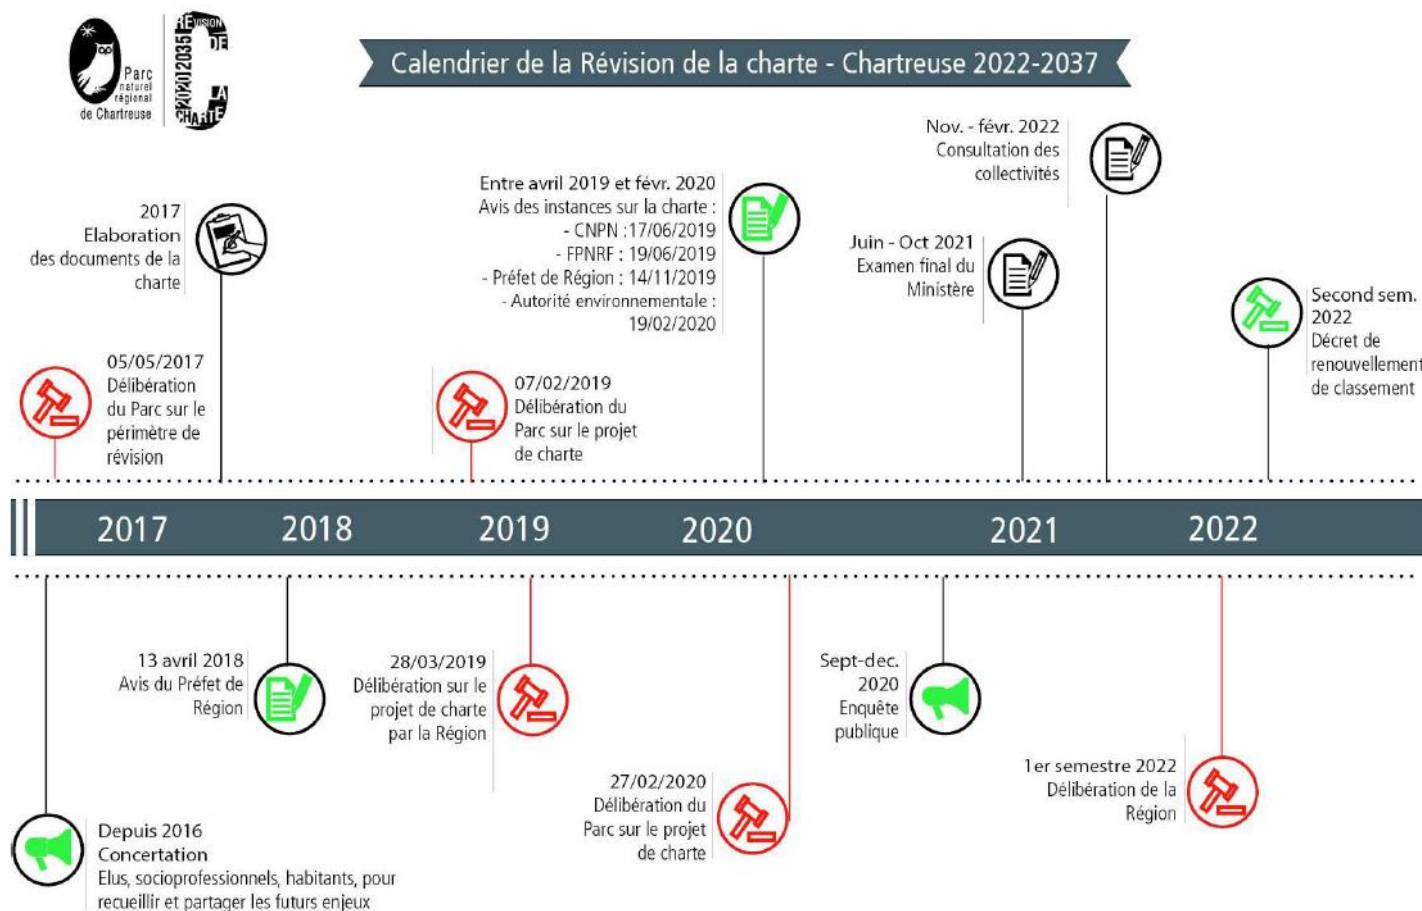 Parc
naturel
régional
de Chartreuse
RÉVISION
DE
LA
CHARTE
2020|2035
Calendrier de la Révision de la charte - Chartreuse 2022-2037
2017
Elaboration
des documents de la
charte
05/05/2017
Délibération
du Parc sur le
périmètre de
révision
07/02/2019
Délibération du
Parc sur le projet
de charte
Entre avril 2019 et févr. 2020
Avis des instances sur la charte :
- CNPN :17/06/2019
- FPNRF : 19/06/2019
- Préfet de Région : 14/11/2019
- Autorité environnementale :
19/02/2020
Juin - Oct 2021
Examen final du
Ministère
Nov. - févr. 2022
Consultation des
collectivités
Second sem.
2022
Décret de
renouvellement
de classement
2017
2018
2019
2020
2021
2022
Depuis 2016
Concertation
Elus, socioprofessionnels, habitants, pour
recueillir et partager les futurs enjeux
13 avril 2018
Avis du Préfet de
Région
28/03/2019
Délibération sur le
projet de charte
par la Région
27/02/2020
Délibération du
Parc sur le projet
de charte
Sept-dec.
2020
Enquête
publique
1er semestre 2022
Délibération de la
Région